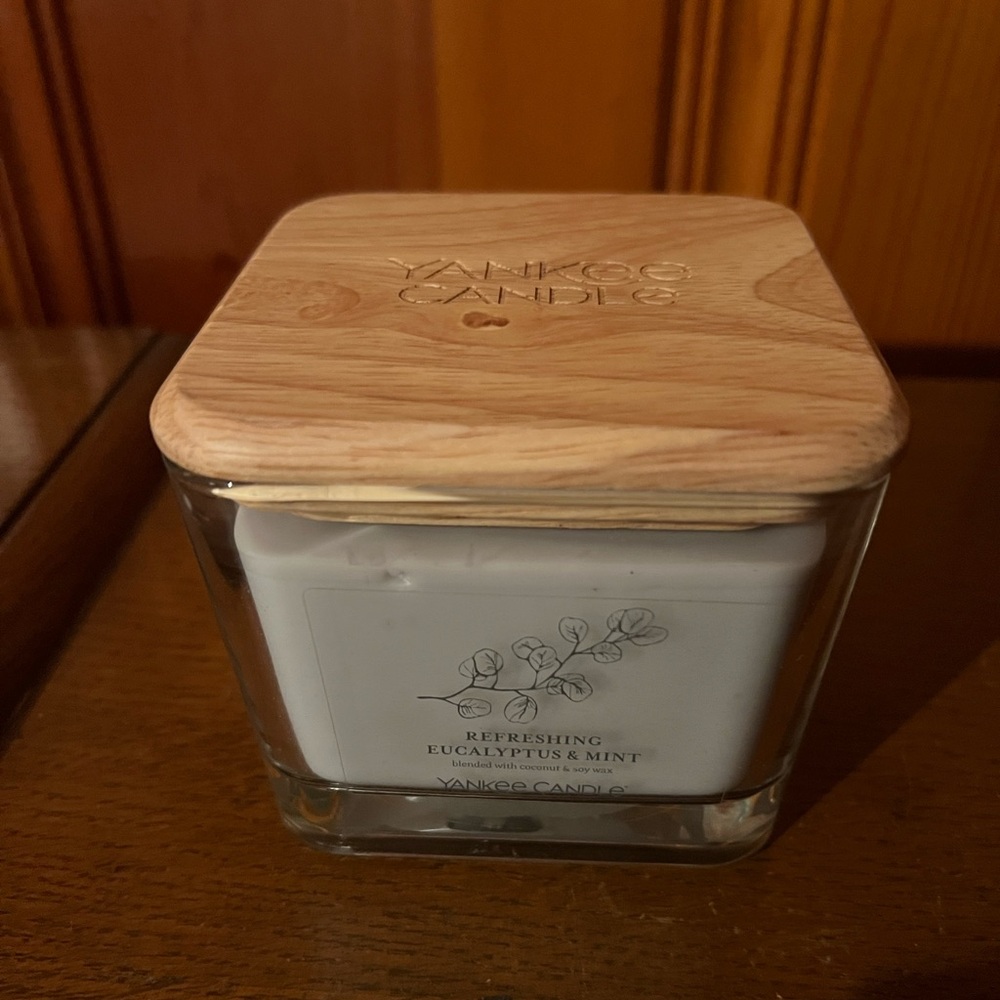 YANKEE
CANDLE
REFRESHING
EUCALYPTUS & MINT
blended with coconut & soy wax
YANKEE CANDLE